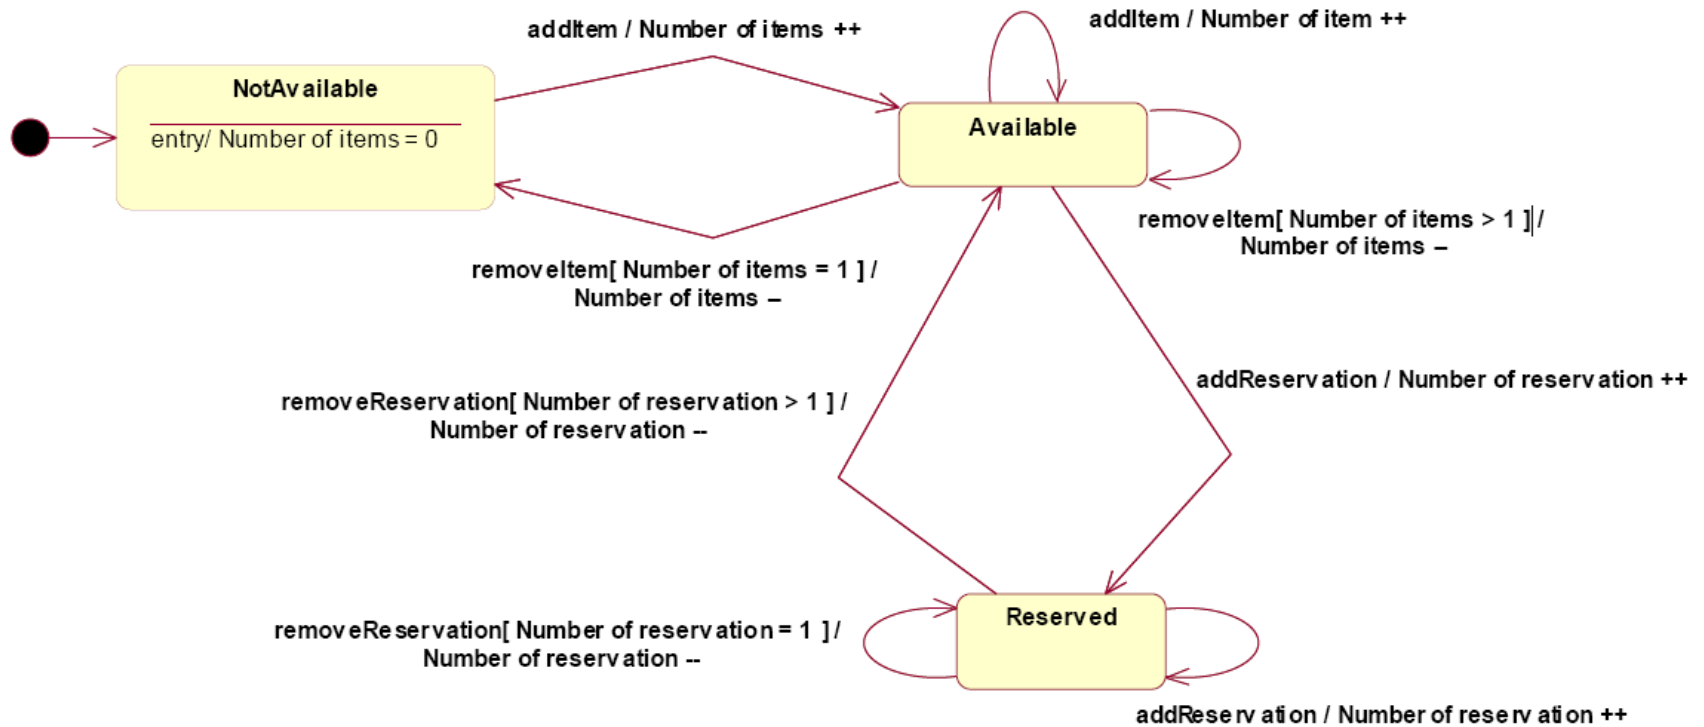 addItem / Number of items ++
addItem / Number of item ++
NotAvailable
entry/ Number of items = 0
Available
removeItem[ Number of items > 1 ] /
Number of items –
removeItem[ Number of items = 1 ] /
Number of items –
addReservation / Number of reservation ++
removeReservation[ Number of reservation > 1 ] /
Number of reservation --
Reserved
removeReservation[ Number of reservation = 1 ] /
Number of reservation --
addReservation / Number of reservation ++